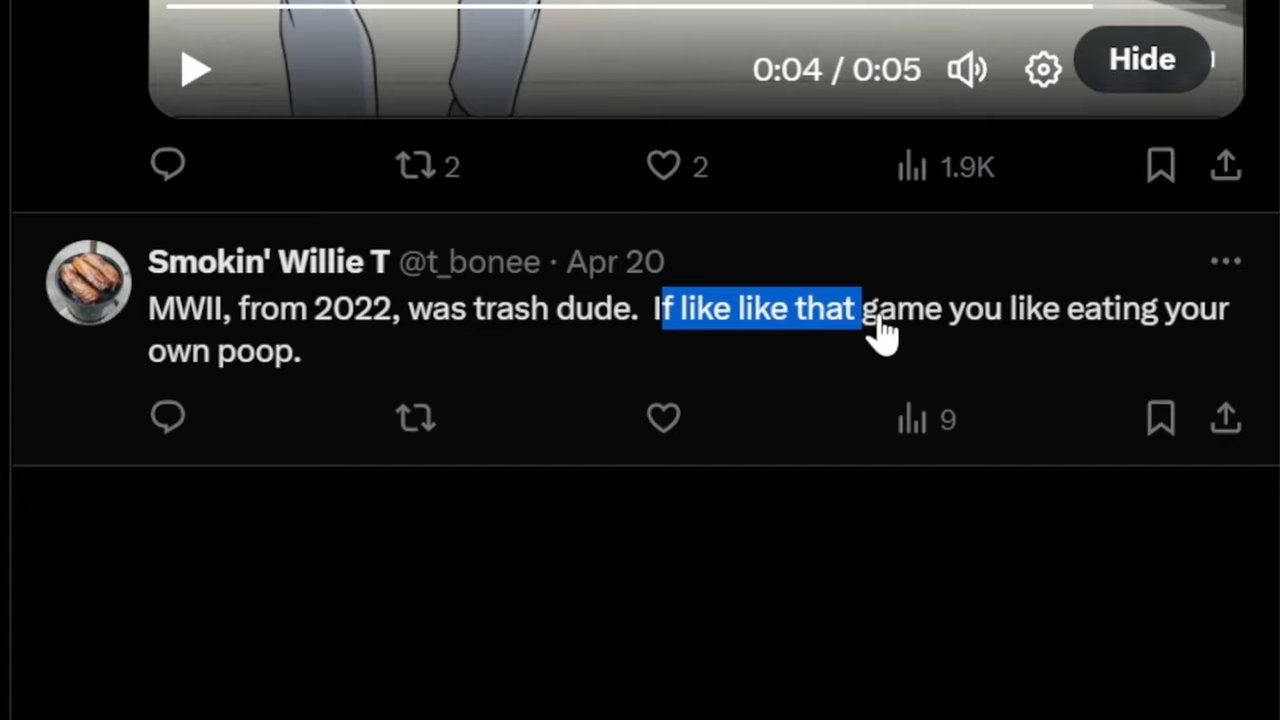 0:04 / 0:05
Hide
2
2
1.9K
Smokin' Willie T @t_bonee · Apr 20
MWII, from 2022, was trash dude.  If like like that game you like eating your
own poop.
9